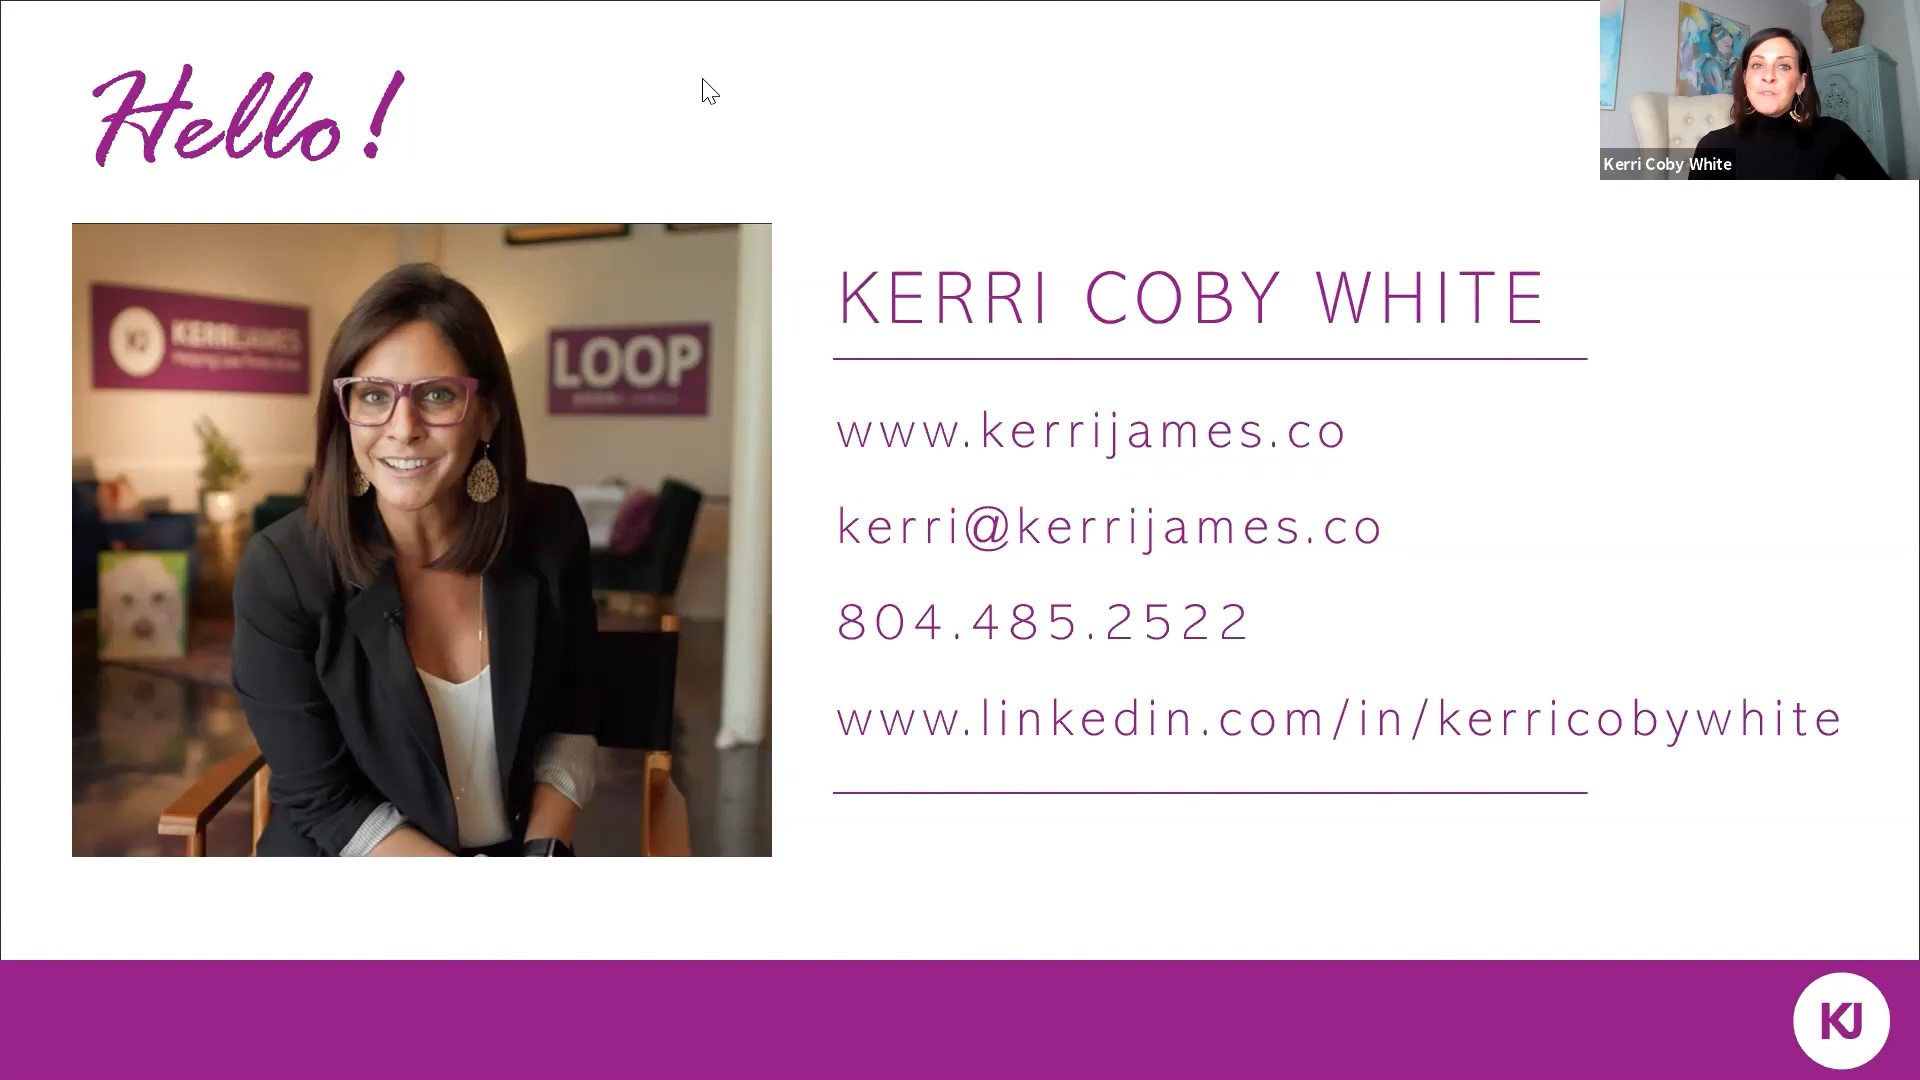 Hello!
Kerri Coby White
KJ
KERRIJAMES
LOOP
KERRI COBY WHITE
www.kerrijames.co
kerri@kerrijames.co
804.485.2522
www.linkedin.com/in/kerricobywhite
KJ